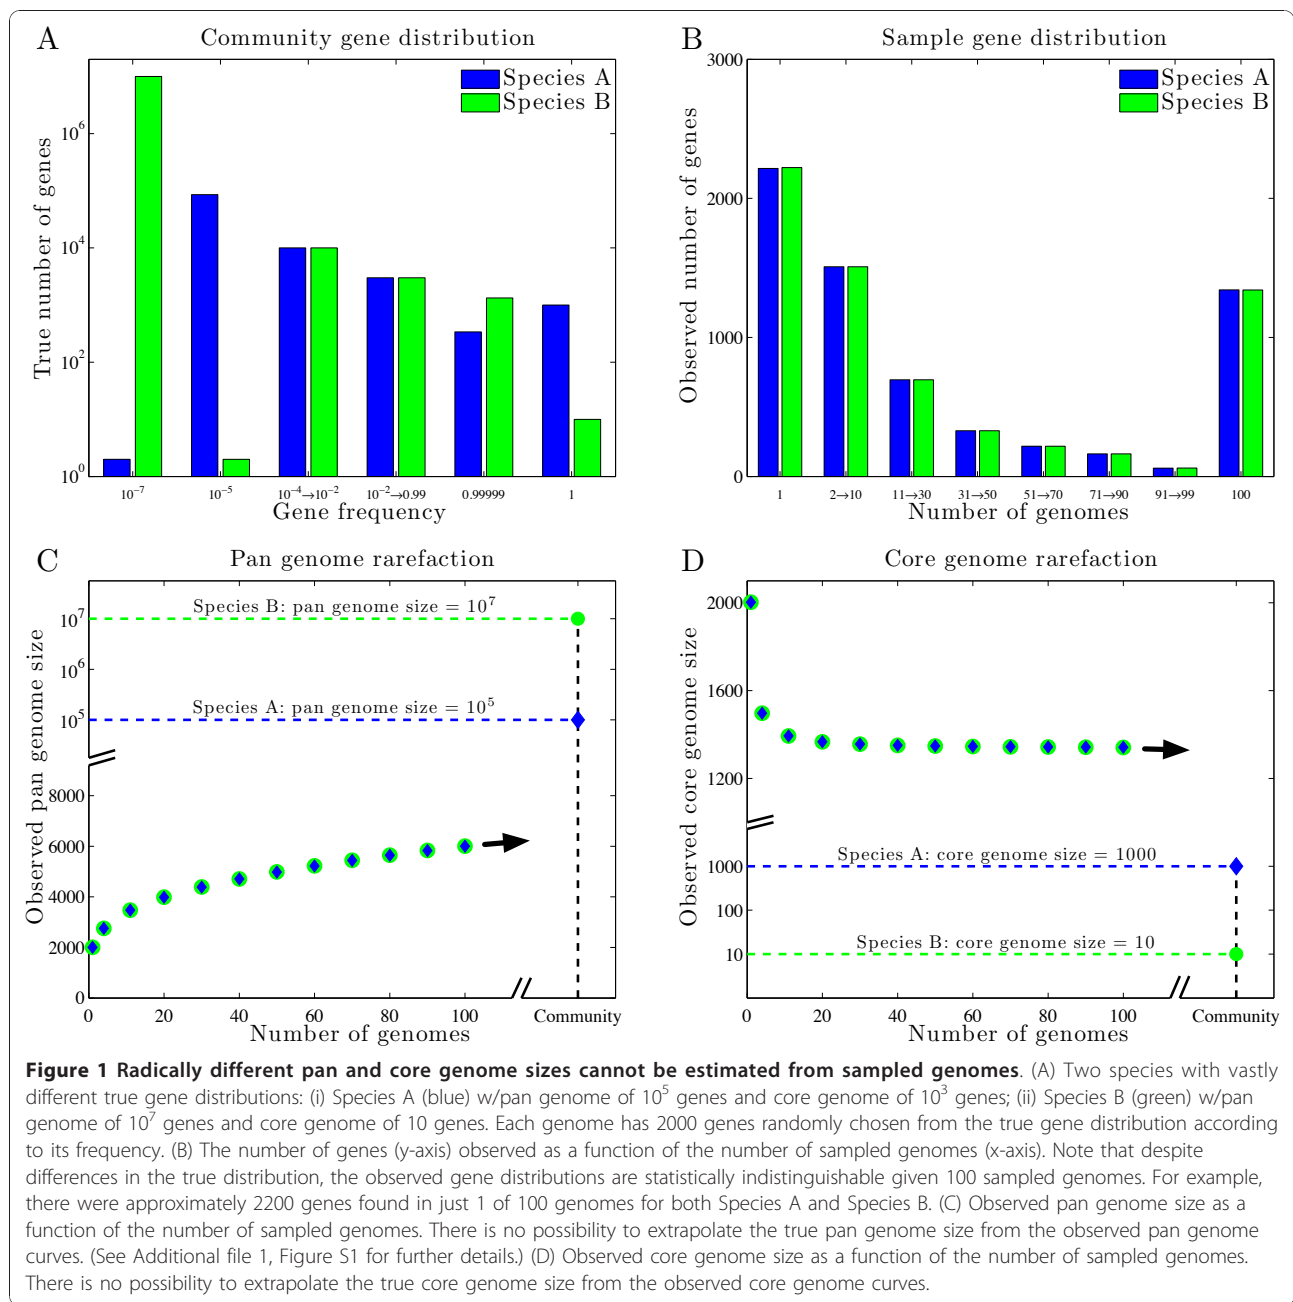 A
Community gene distribution
True number of genes
10^6
10^4
10^2
10^0
Species A
Species B
10^-7
10^-5
10^-4→10^-2
10^-2→0.99
0.99999
1
Gene frequency
B
Sample gene distribution
Observed number of genes
3000
2000
1000
0
Species A
Species B
1
2→10
11→30
31→50
51→70
71→90
91→99
100
Number of genomes
C
Pan genome rarefaction
Observed pan genome size
Species B: pan genome size = 10^7
10^7
10^6
Species A: pan genome size = 10^5
10^5
8000
6000
4000
2000
0
0
20
40
60
80
100
Community
Number of genomes
D
Core genome rarefaction
Observed core genome size
2000
1600
1200
Species A: core genome size = 1000
1000
100
Species B: core genome size = 10
10
0
20
40
60
80
100
Community
Number of genomes
Figure 1 Radically different pan and core genome sizes cannot be estimated from sampled genomes. (A) Two species with vastly
different true gene distributions: (i) Species A (blue) w/pan genome of 10^5 genes and core genome of 10^3 genes; (ii) Species B (green) w/pan
genome of 10^7 genes and core genome of 10 genes. Each genome has 2000 genes randomly chosen from the true gene distribution according
to its frequency. (B) The number of genes (y-axis) observed as a function of the number of sampled genomes (x-axis). Note that despite
differences in the true distribution, the observed gene distributions are statistically indistinguishable given 100 sampled genomes. For example,
there were approximately 2200 genes found in just 1 of 100 genomes for both Species A and Species B. (C) Observed pan genome size as a
function of the number of sampled genomes. There is no possibility to extrapolate the true pan genome size from the observed pan genome
curves. (See Additional file 1, Figure S1 for further details.) (D) Observed core genome size as a function of the number of sampled genomes.
There is no possibility to extrapolate the true core genome size from the observed core genome curves.